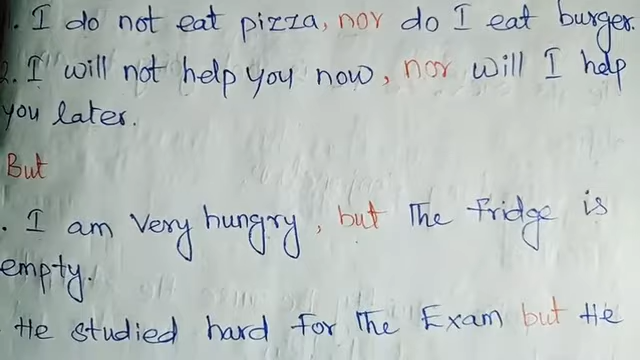 . I do not eat pizza, nor do I eat burger.
2. I will not help you now, nor will I help
you later.
But
. I am very hungry, but The fridge is
empty.
He studied hard for The Exam but He